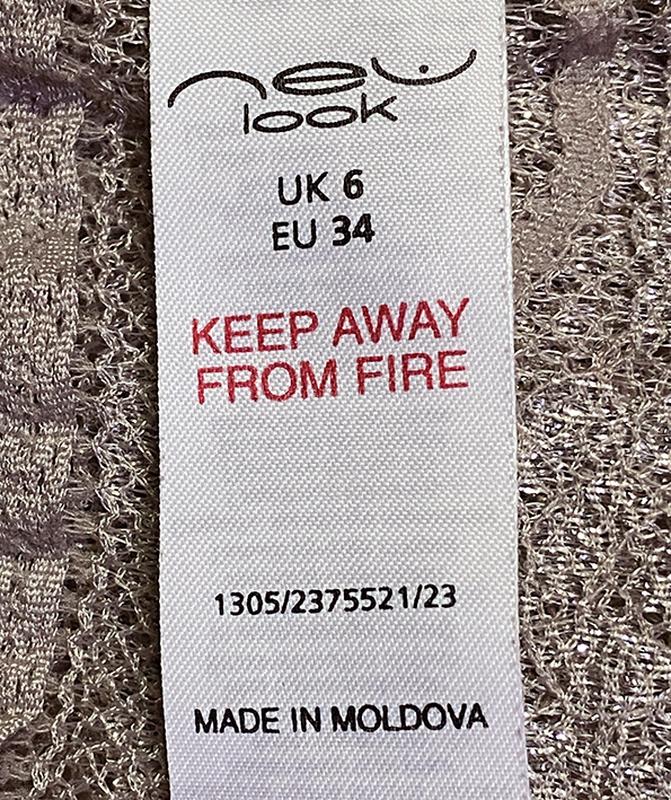 new
look
UK 6
EU 34
KEEP AWAY
FROM FIRE
1305/2375521/23
MADE IN MOLDOVA